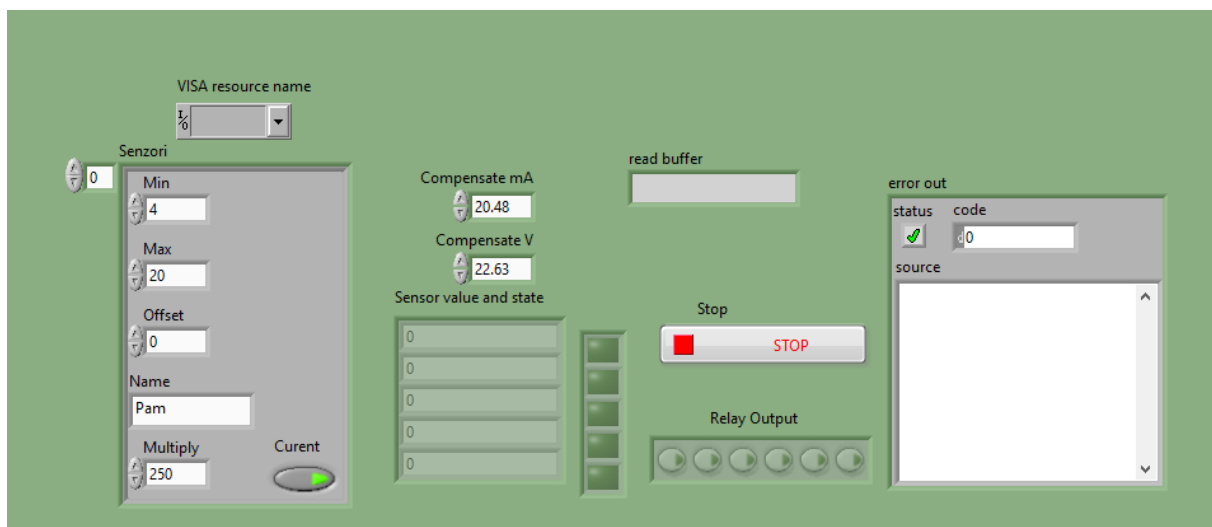 VISA resource name
I/O
Senzori
0
Min
4
Max
20
Offset
0
Name
Pam
Multiply
250
Curent
Compensate mA
20.48
Compensate V
22.63
Sensor value and state
0
0
0
0
0
read buffer
Stop
STOP
Relay Output
error out
status
code
d0
source